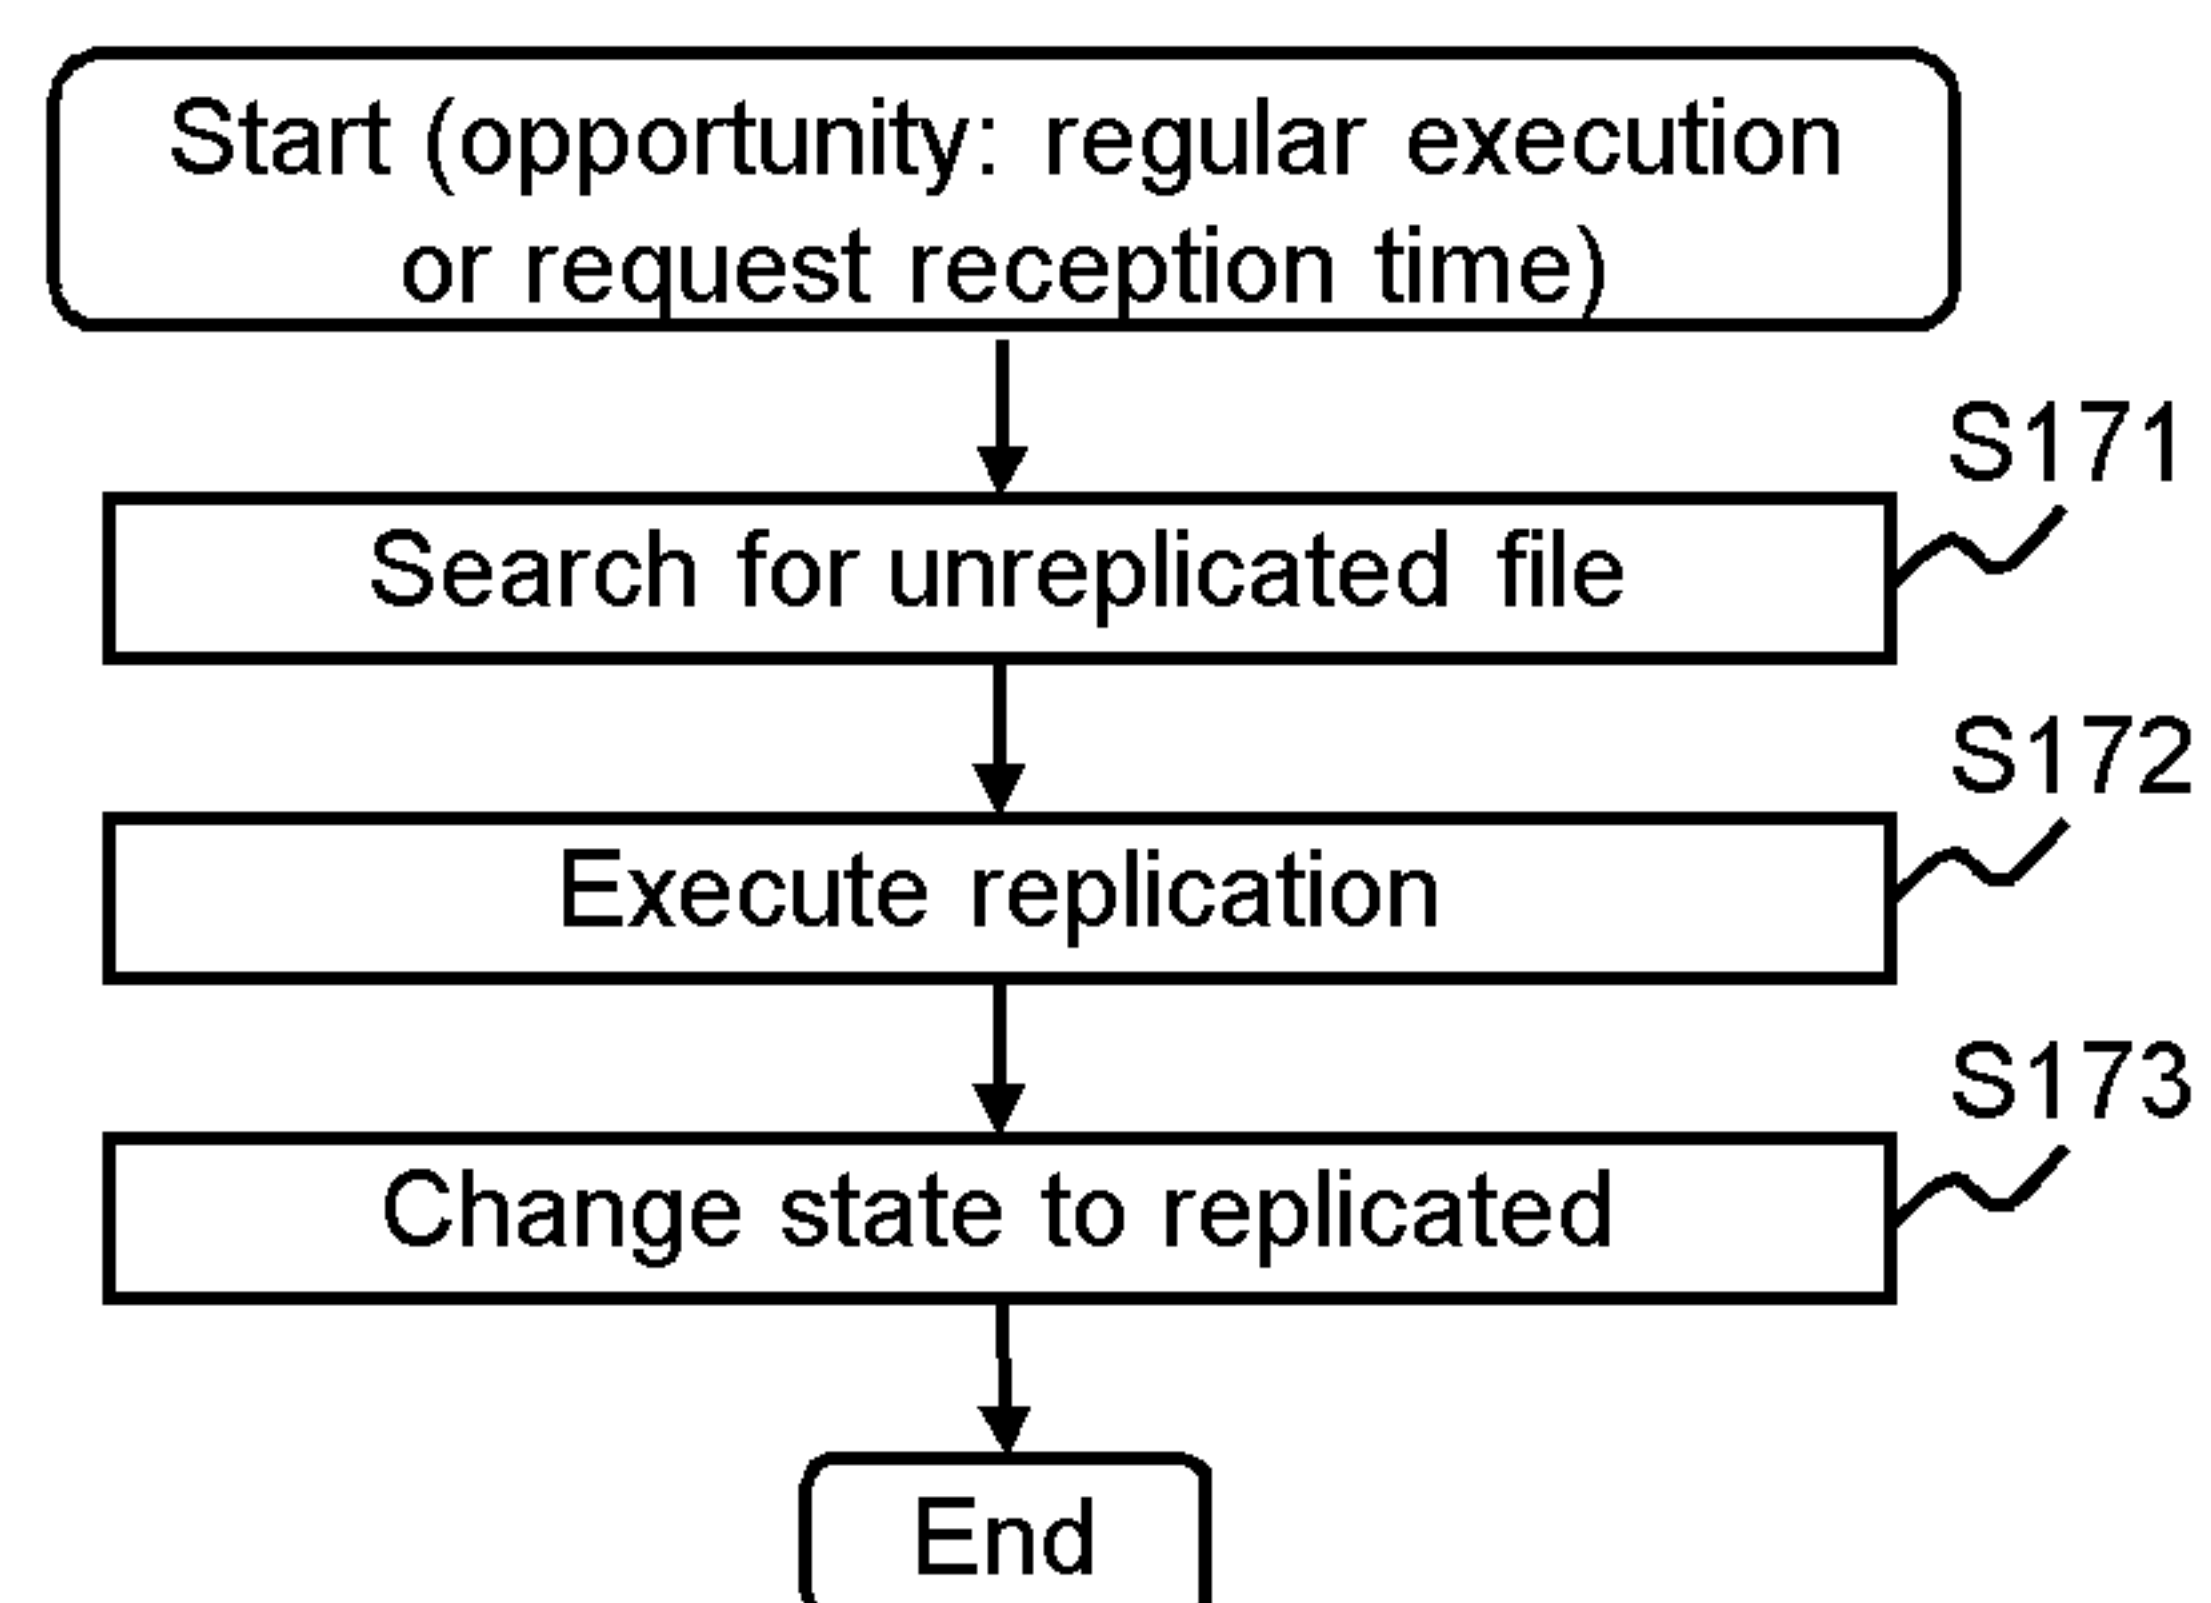 Start (opportunity: regular execution
or request reception time)
S171
Search for unreplicated file
S172
Execute replication
S173
Change state to replicated
End